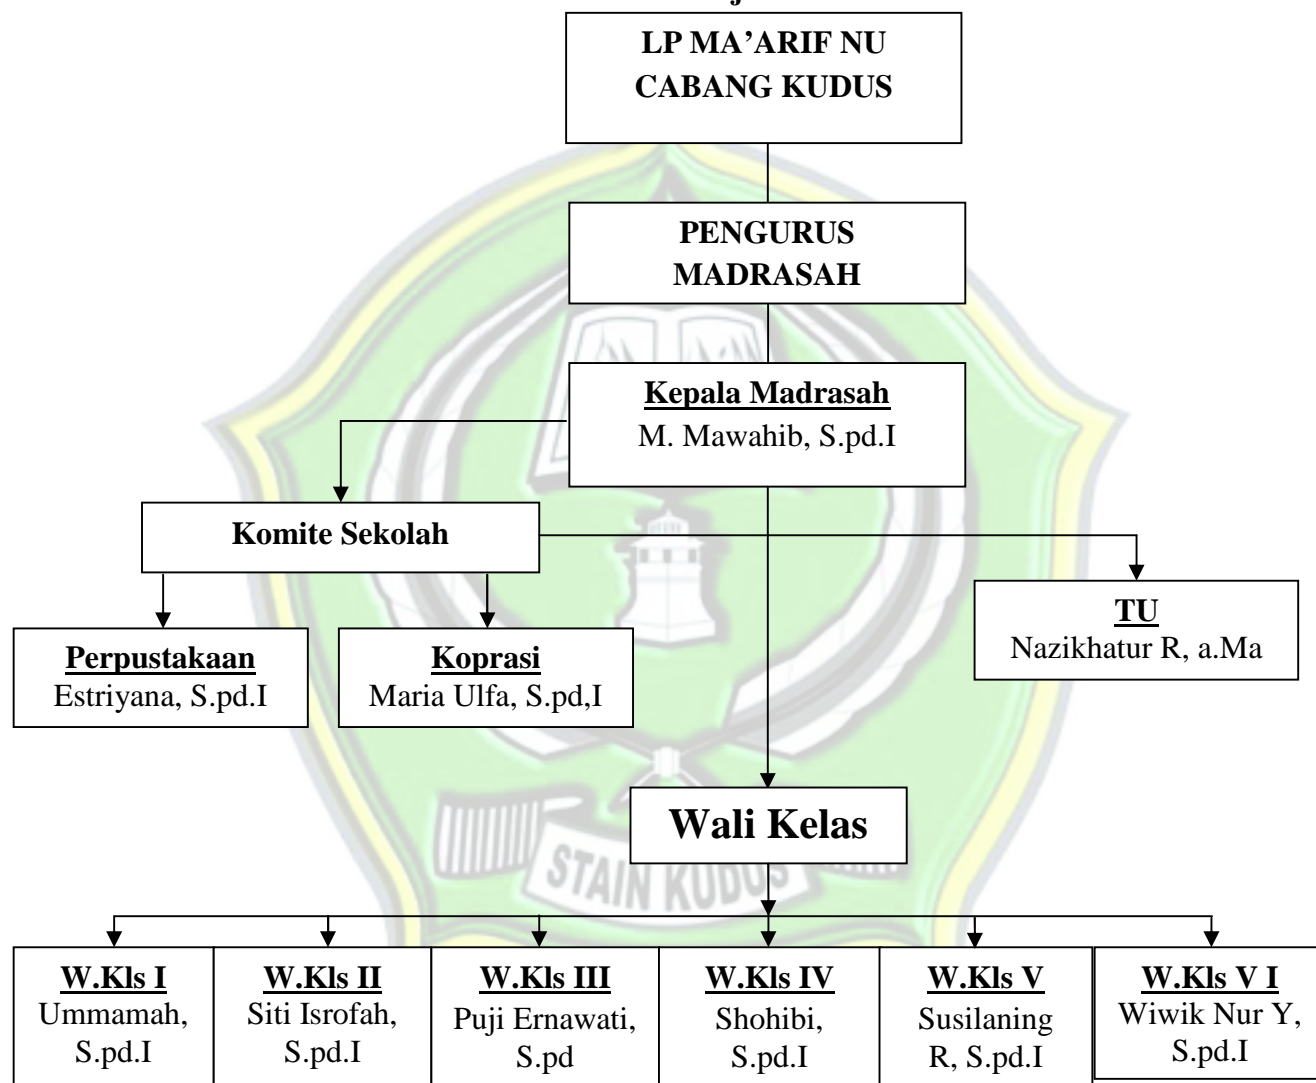 LP MA’ARIF NU
CABANG KUDUS
PENGURUS
MADRASAH
Kepala Madrasah
M. Mawahib, S.pd.I
Komite Sekolah
TU
Nazikhatur R, a.Ma
Perpustakaan
Estriyana, S.pd.I
Koprasi
Maria Ulfa, S.pd,I
Wali Kelas
STAIN KUDUS
W.Kls I
Ummamah,
S.pd.I
W.Kls II
Siti Isrofah,
S.pd.I
W.Kls III
Puji Ernawati,
S.pd
W.Kls IV
Shohibi,
S.pd.I
W.Kls V
Susilaning
R, S.pd.I
W.Kls V I
Wiwik Nur Y,
S.pd.I